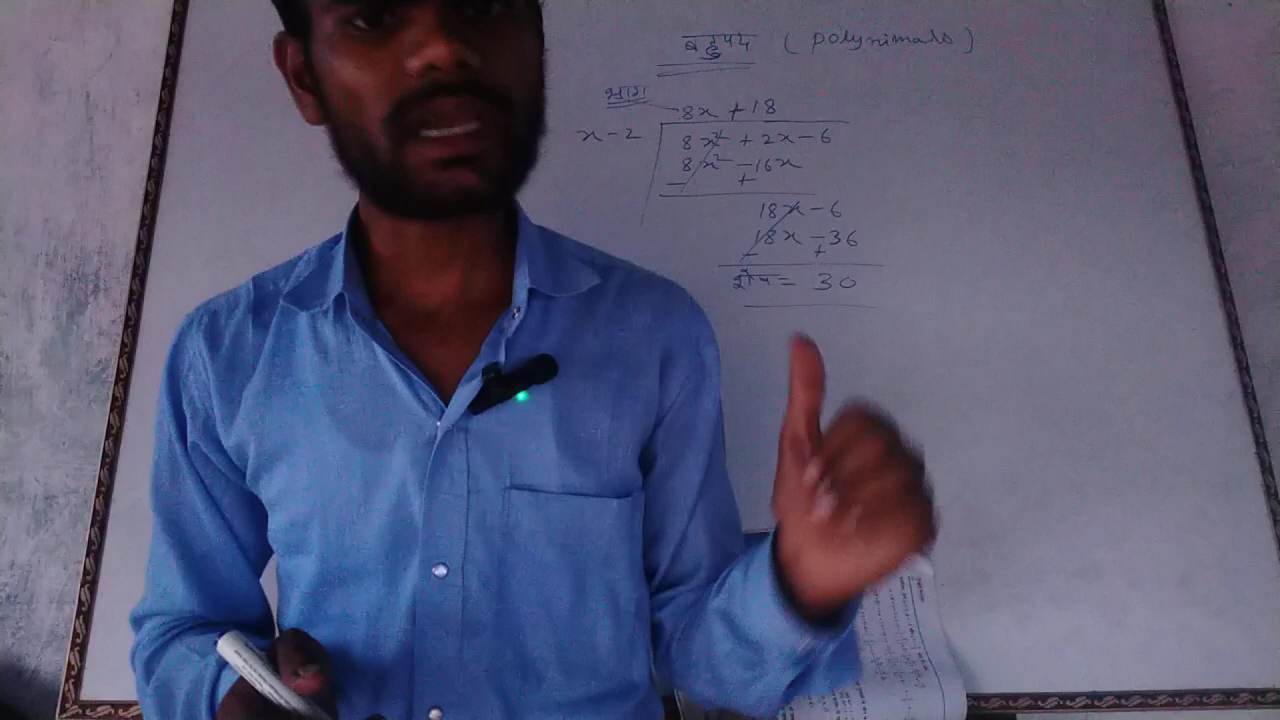 बहुपद ( polynimals )
भाग
8x + 18
x - 2
8x² + 2x - 6
8x² - 16x
- +
18x - 6
18x - 36
- +
शेष = 30